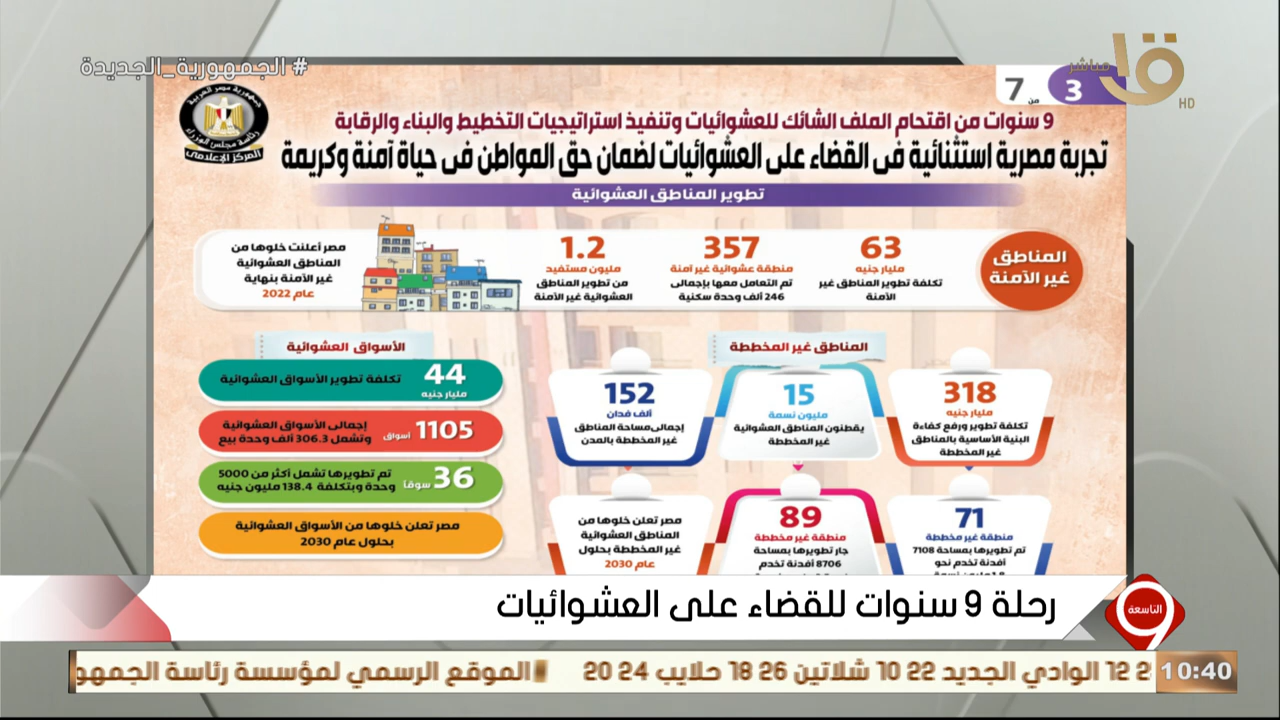 # الجمهورية_الجديدة
مباشر
HD
3 من 7
جمهورية مصر العربية
رئاسة مجلس الوزراء
المركز الإعلامى
9 سنوات من اقتحام الملف الشائك للعشوائيات وتنفيذ استراتيجيات التخطيط والبناء والرقابة
تجربة مصرية استثنائية فى القضاء على العشوائيات لضمان حق المواطن فى حياة آمنة وكريمة
تطوير المناطق العشوائية
المناطق
غير الآمنة
63
مليار جنيه
تكلفة تطوير المناطق غير
الآمنة
357
منطقة عشوائية غير آمنة
تم التعامل معها بإجمالى
246 ألف وحدة سكنية
1.2
مليون مستفيد
من تطوير المناطق
العشوائية غير الآمنة
مصر أعلنت خلوها من
المناطق العشوائية
غير الآمنة بنهاية
عام 2022
المناطق غير المخططة
318
مليار جنيه
تكلفة تطوير ورفع كفاءة
البنية الأساسية بالمناطق
غير المخططة
15
مليون نسمة
يقطنون المناطق العشوائية
غير المخططة
152
ألف فدان
إجمالى مساحة المناطق
غير المخططة بالمدن
71
منطقة غير مخططة
تم تطويرها بمساحة 7108
أفدنة تخدم نحو
89
منطقة غير مخططة
جار تطويرها بمساحة
8706 أفدنة تخدم
مصر تعلن خلوها من
المناطق العشوائية
غير المخططة بحلول
عام 2030
الأسواق العشوائية
44
مليار جنيه
تكلفة تطوير الأسواق العشوائية
1105 أسواق
إجمالى الأسواق العشوائية
وتشمل 306.3 ألف وحدة بيع
36 سوقاً
تم تطويرها تشمل أكثر من 5000
وحدة وبتكلفة 138.4 مليون جنيه
مصر تعلن خلوها من الأسواق العشوائية
بحلول عام 2030
التاسعة
رحلة 9 سنوات للقضاء على العشوائيات
10:40
12 الوادي الجديد 22 10 شلاتين 26 18 حلايب 24 20 الموقع الرسمي لمؤسسة رئاسة الجمهو